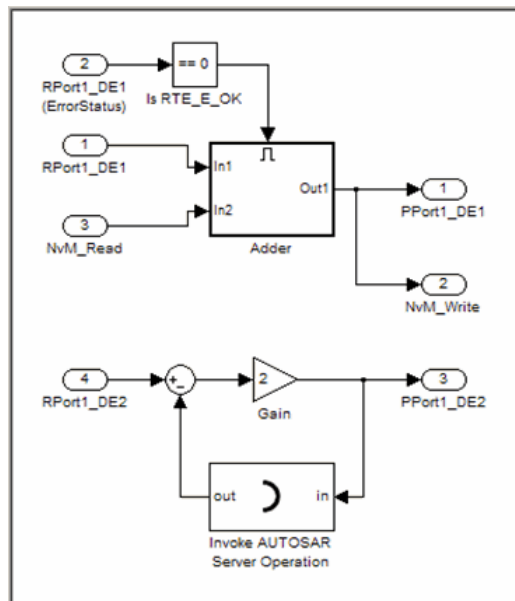 2
RPort1_DE1
(ErrorStatus)
== 0
Is RTE_E_OK
1
RPort1_DE1
3
NvM_Read
In1
In2
Out1
Adder
1
PPort1_DE1
2
NvM_Write
4
RPort1_DE2
+
−
2
Gain
3
PPort1_DE2
out
in
Invoke AUTOSAR
Server Operation